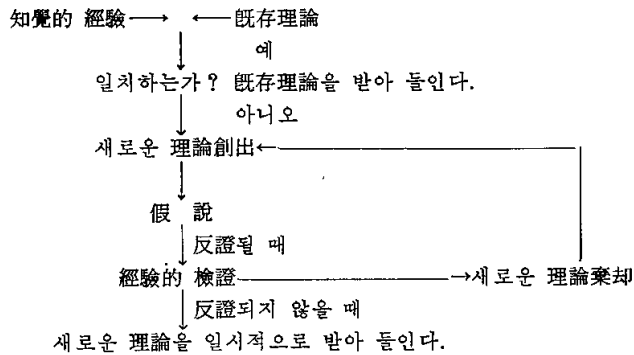 知覺的 經驗 旣存理論
예
일치하는가? 旣存理論을 받아 들인다.
아니오
새로운 理論創出
假 說
反證될 때
經驗的 檢證 새로운 理論棄却
反證되지 않을 때
새로운 理論을 일시적으로 받아 들인다.